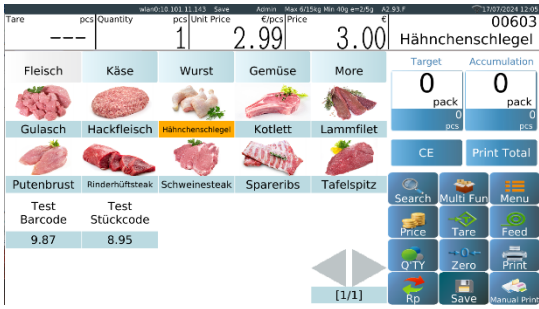 wlan0:10.101.11.143 Save Admin Max 6/15kg Min 40g e=2/5g A2.93.F 17/07/2024 12:05
Tare pcs Quantity pcs Unit Price €/pcs Price €
--- 1 2.99 3.00
00603
Hähnchenschlegel
Fleisch Käse Wurst Gemüse More
Target Accumulation
0 0
pack pack
0 0
pcs pcs
Gulasch Hackfleisch Hähnchenschlegel Kotlett Lammfilet
CE Print Total
Putenbrust Rinderhüftsteak Schweinesteak Spareribs Tafelspitz
Search Multi Fun Menu
Test Barcode Test Stückcode
9.87 8.95
Price Tare Feed
Q'TY Zero Print
[1/1]
Rp Save Manual Print